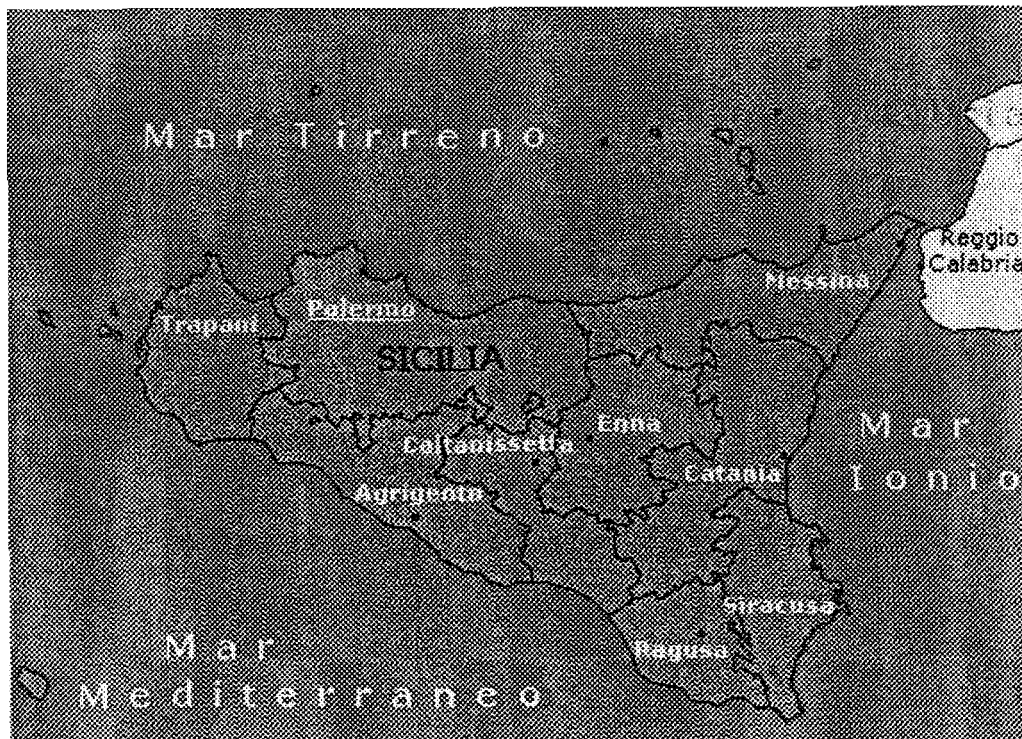 Mar Tirreno
Reggio
Calabria
Messina
Palermo
Trapani
SICILIA
Mar
Ionio
Enna
Caltanissetta
Catania
Agrigento
Siracusa
Ragusa
Mar
Mediterraneo